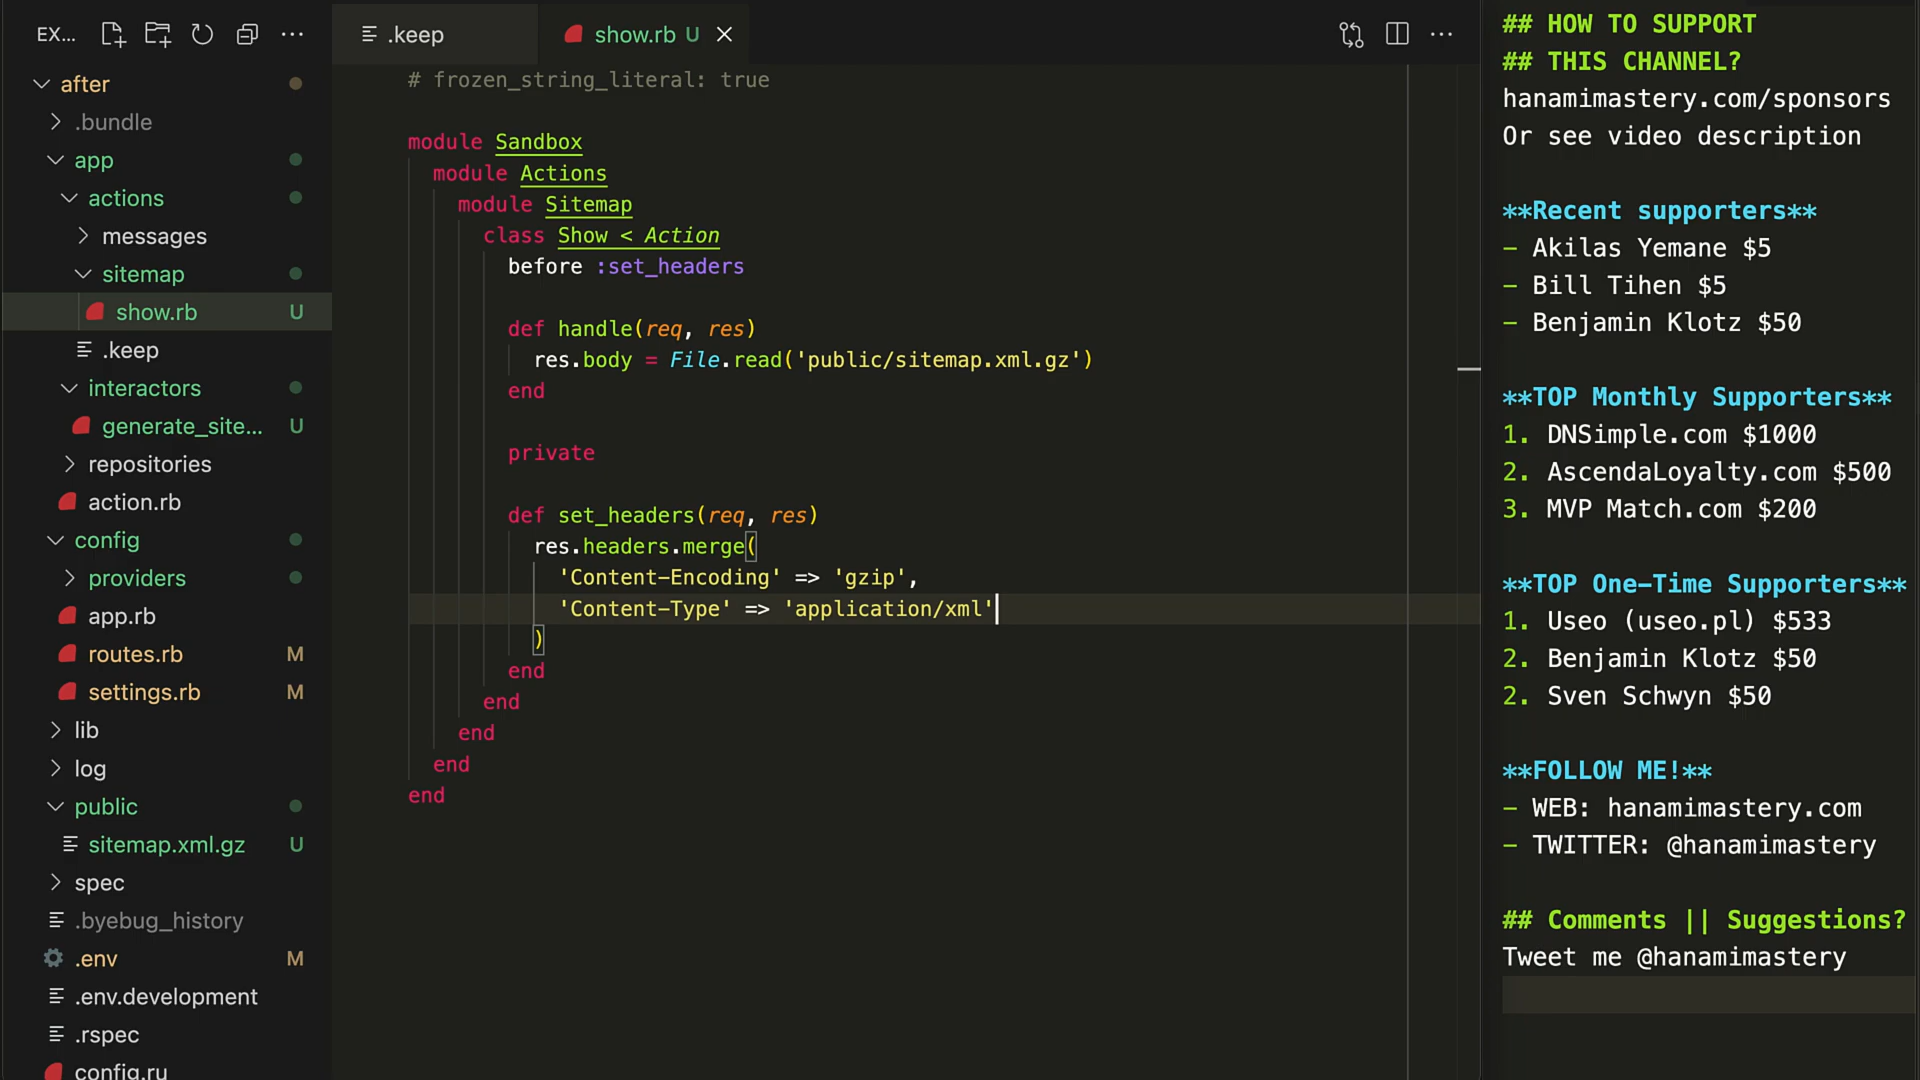 EX...
after
.bundle
app
actions
messages
sitemap
show.rb U
.keep
interactors
generate_site... U
repositories
action.rb
config
providers
app.rb
routes.rb M
settings.rb M
lib
log
public
sitemap.xml.gz U
spec
.byebug_history
.env M
.env.development
.rspec
config.ru
.keep
show.rb U
# frozen_string_literal: true
module Sandbox
module Actions
module Sitemap
class Show < Action
before :set_headers
def handle(req, res)
res.body = File.read('public/sitemap.xml.gz')
end
private
def set_headers(req, res)
res.headers.merge(
'Content-Encoding' => 'gzip',
'Content-Type' => 'application/xml'
)
end
end
end
end
end
## HOW TO SUPPORT
## THIS CHANNEL?
hanamimastery.com/sponsors
Or see video description
**Recent supporters**
- Akilas Yemane $5
- Bill Tihen $5
- Benjamin Klotz $50
**TOP Monthly Supporters**
1. DNSimple.com $1000
2. AscendaLoyalty.com $500
3. MVP Match.com $200
**TOP One-Time Supporters**
1. Useo (useo.pl) $533
2. Benjamin Klotz $50
2. Sven Schwyn $50
**FOLLOW ME!**
- WEB: hanamimastery.com
- TWITTER: @hanamimastery
## Comments || Suggestions?
Tweet me @hanamimastery